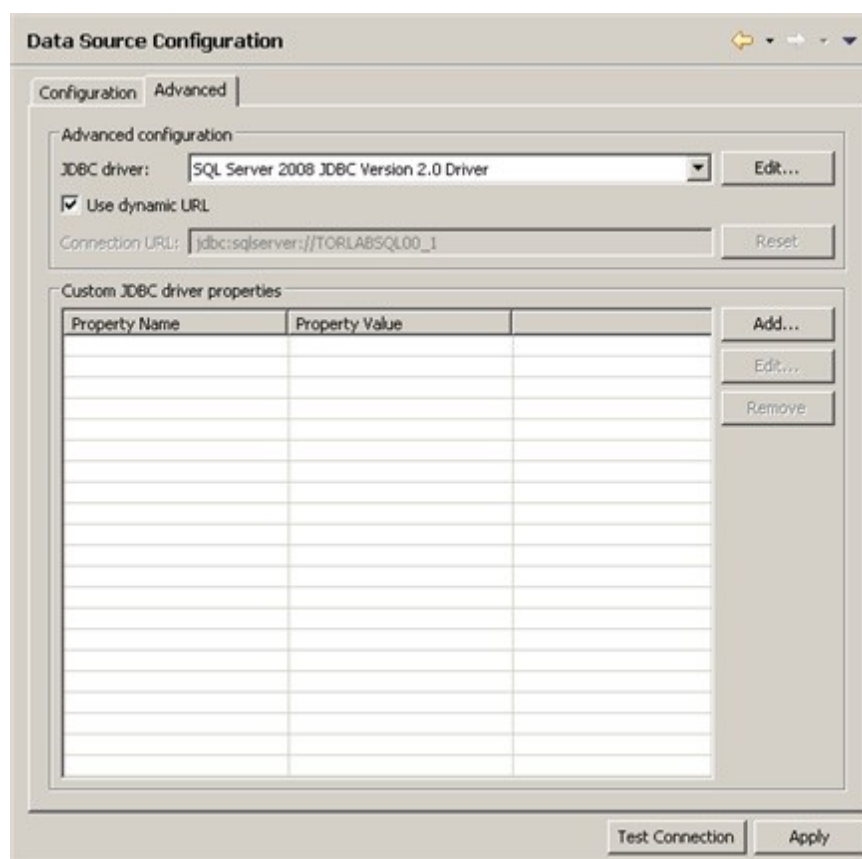 Data Source Configuration
Configuration Advanced
Advanced configuration
JDBC driver: SQL Server 2008 JDBC Version 2.0 Driver Edit...
Use dynamic URL
Connection URL: jdbc:sqlserver://TORLABSQL00_1 Reset
Custom JDBC driver properties
Property Name Property Value Add...
Edit...
Remove
Test Connection Apply